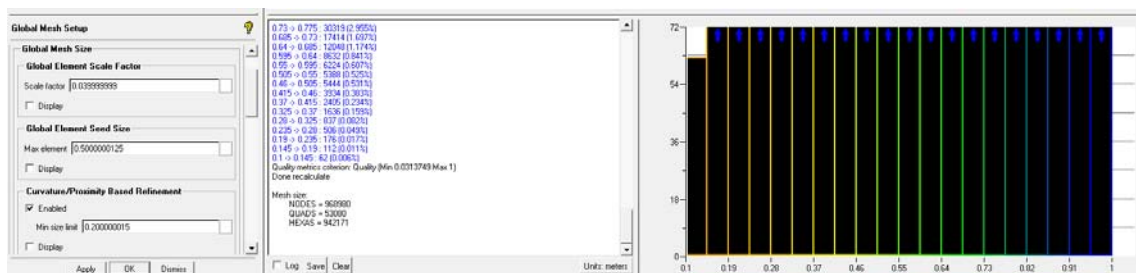 Global Mesh Setup
Global Mesh Size
Global Element Scale Factor
Scale factor 0.039999999
Display
Global Element Seed Size
Max element 0.5000000125
Display
Curvature/Proximity Based Refinement
Enabled
Min size limit 0.200000015
Display
Apply OK Dismiss
0.73 -> 0.775 : 30319 (2.955%)
0.685 -> 0.73 : 17414 (1.697%)
0.64 -> 0.685 : 12048 (1.174%)
0.595 -> 0.64 : 8632 (0.841%)
0.55 -> 0.595 : 6224 (0.607%)
0.505 -> 0.55 : 5388 (0.525%)
0.46 -> 0.505 : 5444 (0.531%)
0.415 -> 0.46 : 3934 (0.383%)
0.37 -> 0.415 : 2405 (0.234%)
0.325 -> 0.37 : 1636 (0.159%)
0.28 -> 0.325 : 837 (0.082%)
0.235 -> 0.28 : 506 (0.049%)
0.19 -> 0.235 : 176 (0.017%)
0.145 -> 0.19 : 112 (0.011%)
0.1 -> 0.145 : 62 (0.006%)
Quality metrics criterion: Quality (Min 0.0313749 Max 1)
Done recalculate
Mesh size:
NODES = 968980
QUADS = 53080
HEXAS = 942171
Log Save Clear
Units: meters
72
54
36
18
0
0.1 0.19 0.28 0.37 0.46 0.55 0.64 0.73 0.82 0.91 1